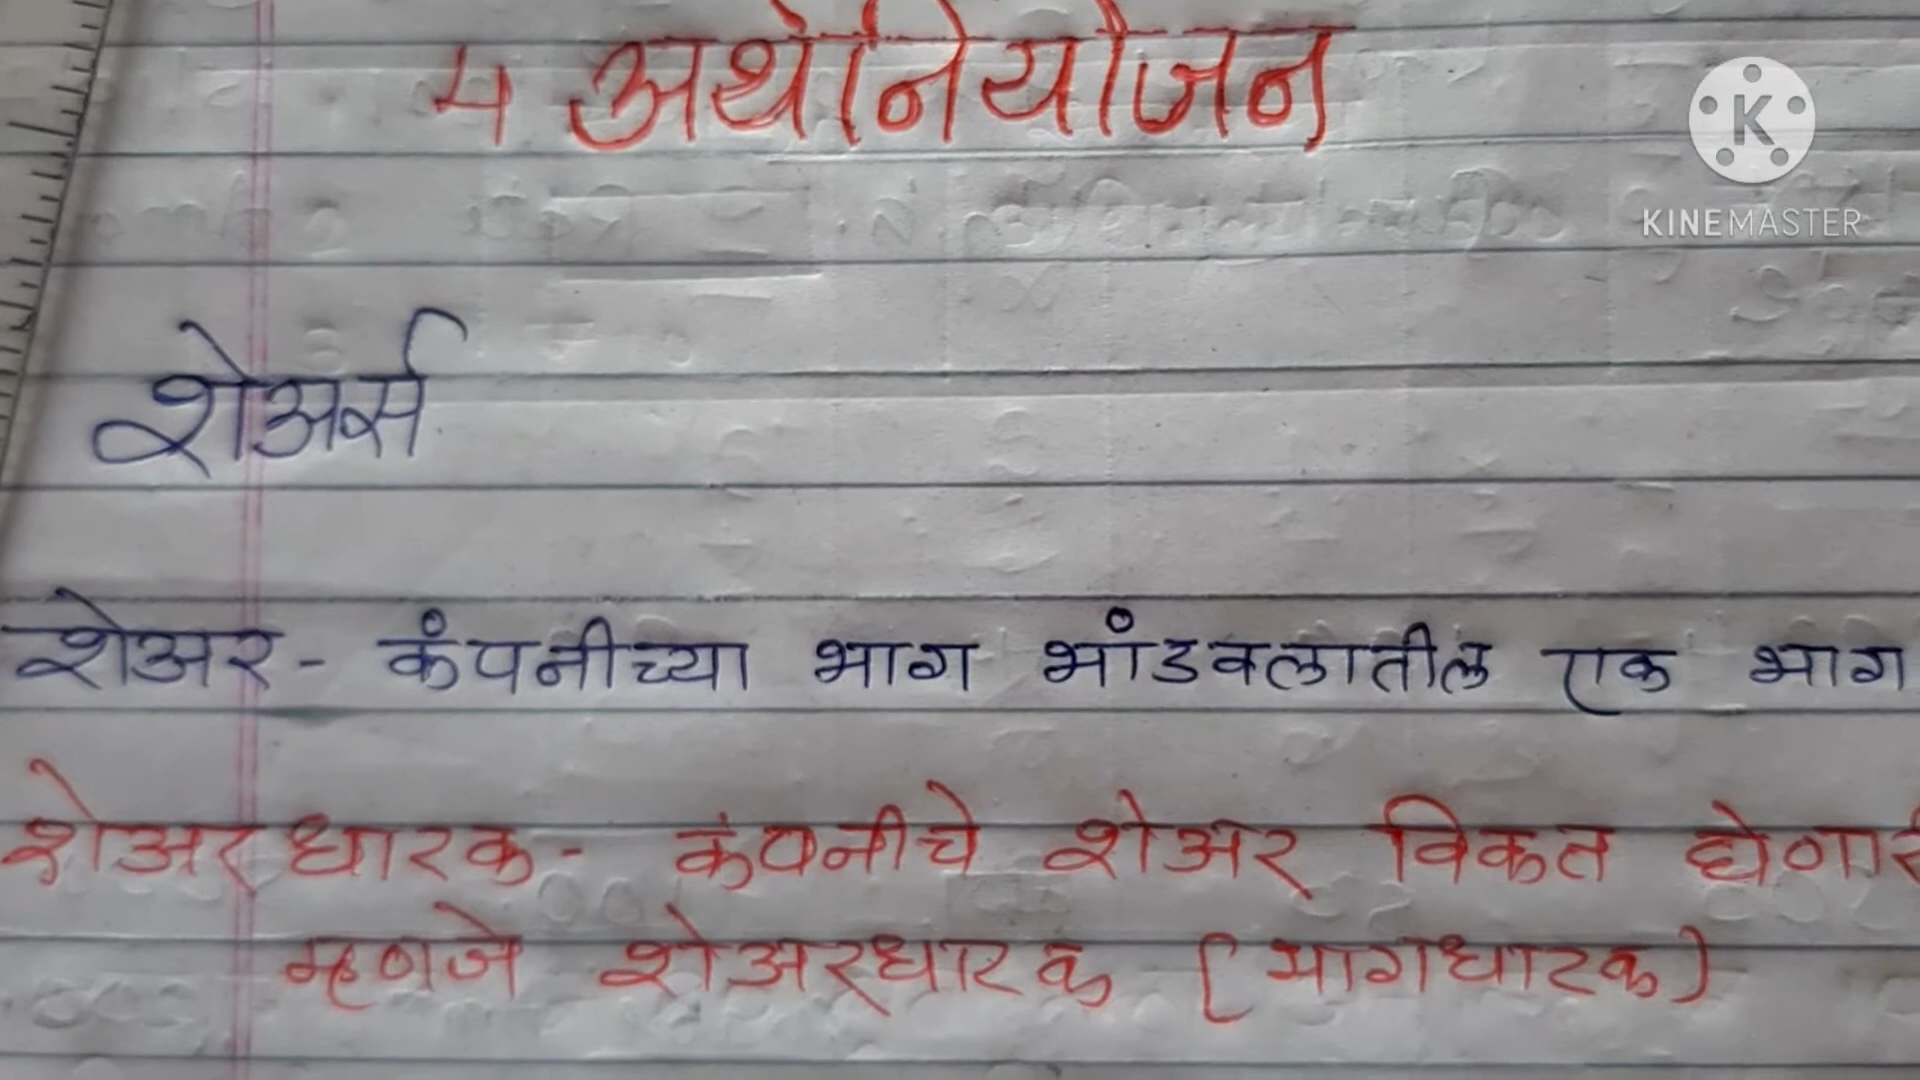 4 अर्थनियोजन
KINEMASTER
शेअर्स
शेअर - कंपनीच्या भाग भांडवलातील एक भाग
शेअरधारक - कंपनीचे शेअर विकत घेणार
म्हणजे शेअरधारक (भागधारक)